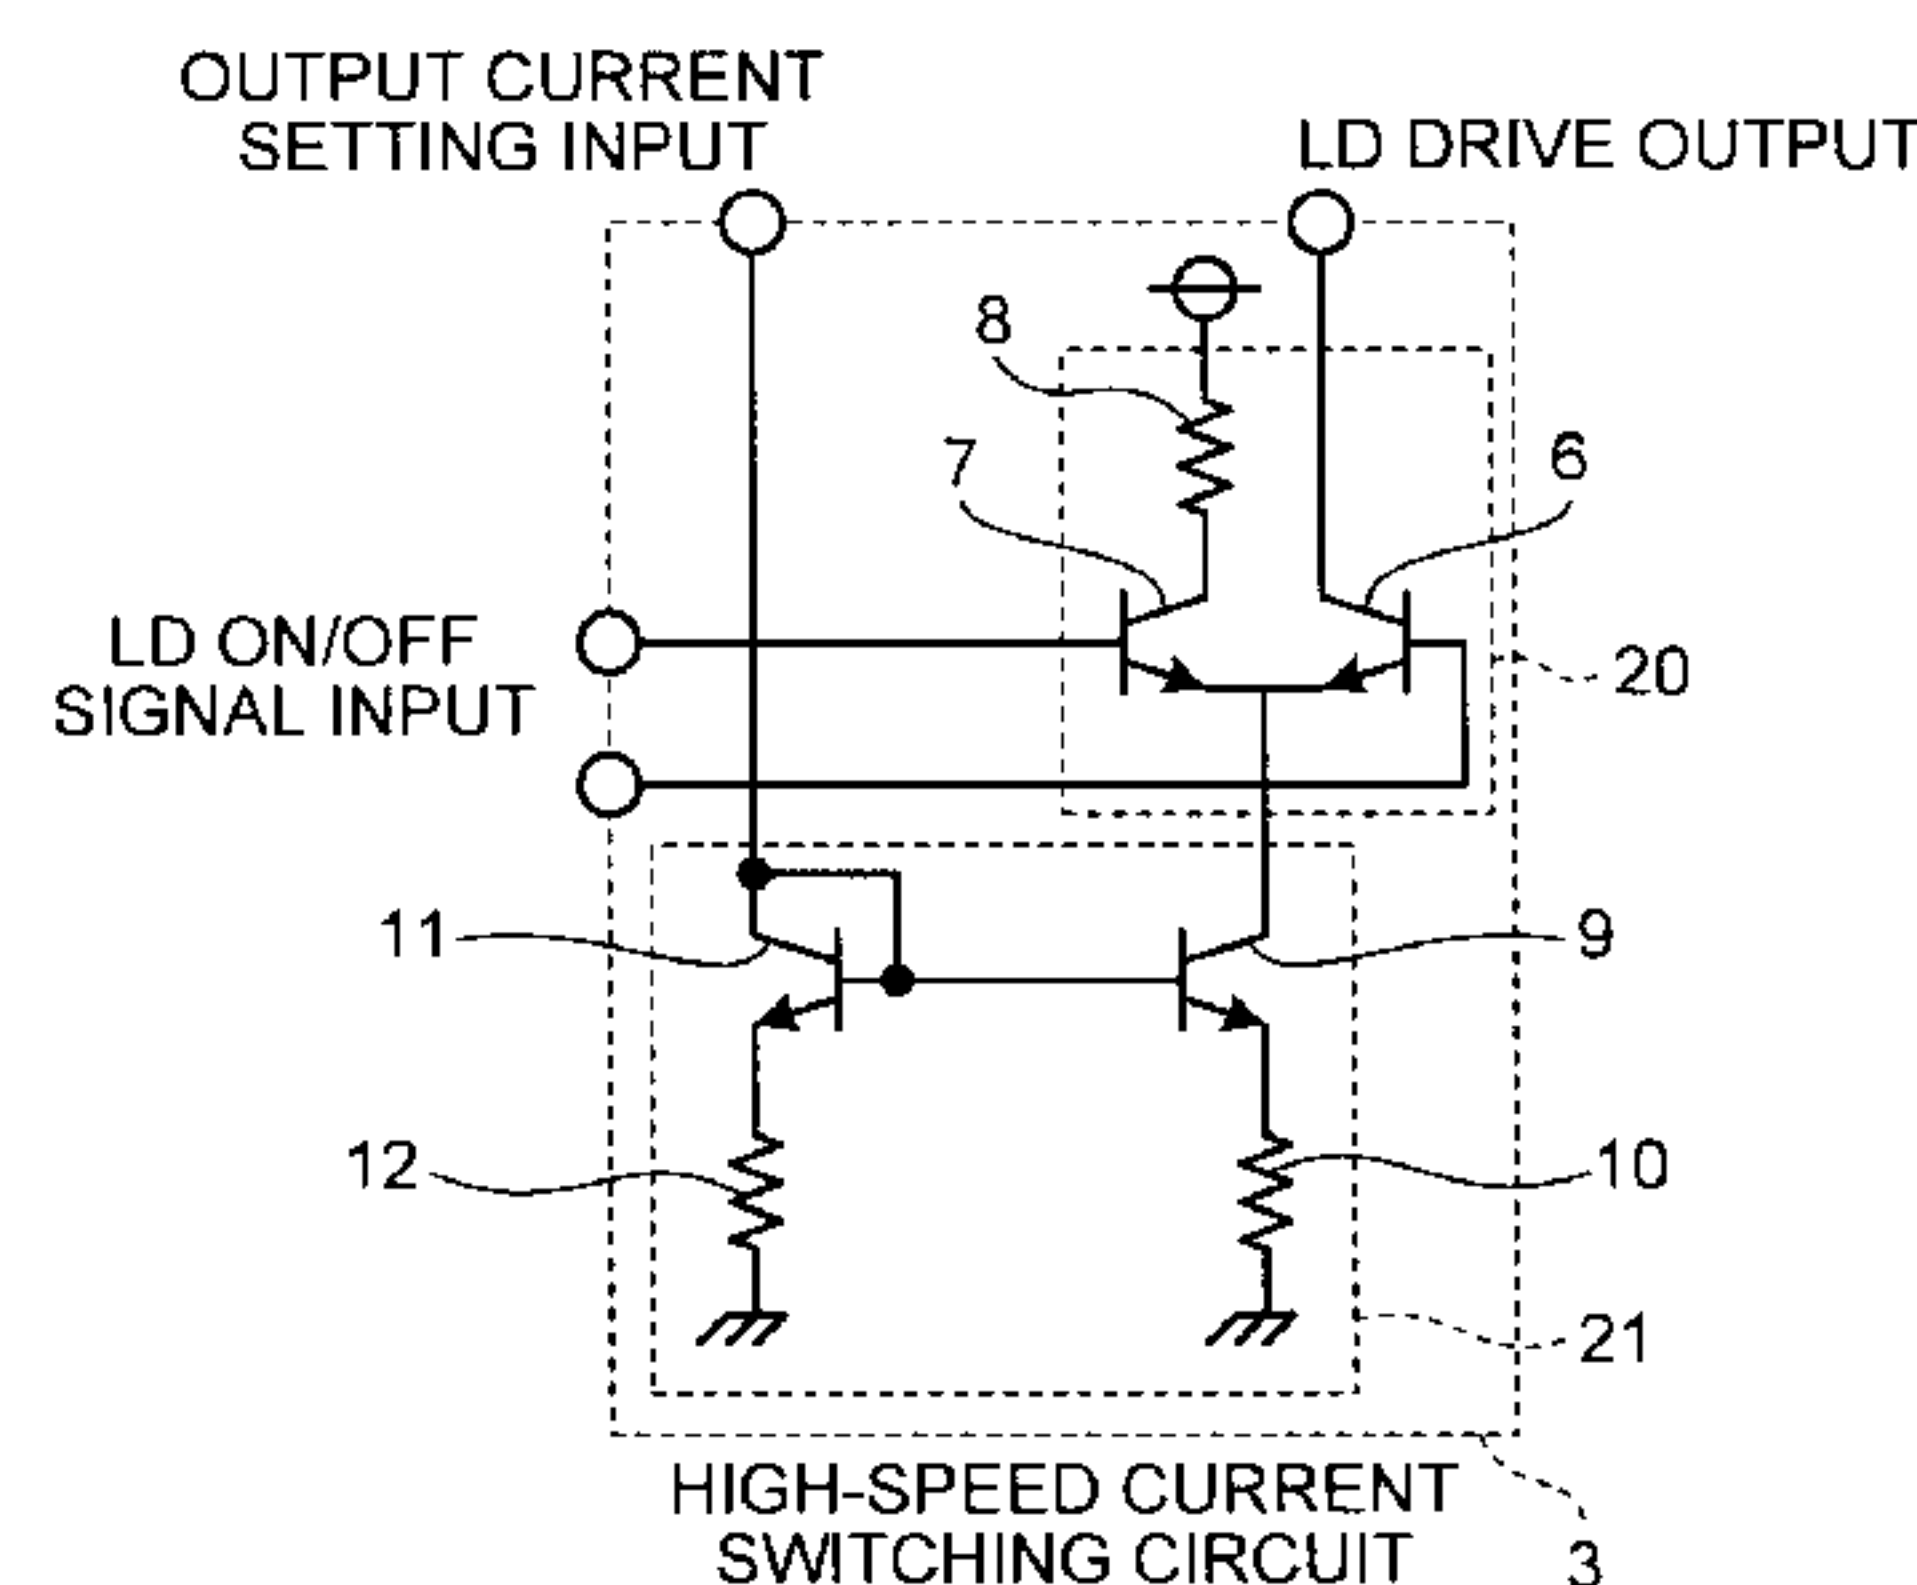 OUTPUT CURRENT
SETTING INPUT
LD DRIVE OUTPUT
8
7
6
LD ON/OFF
SIGNAL INPUT
20
11
9
12
10
21
HIGH-SPEED CURRENT
SWITCHING CIRCUIT
3